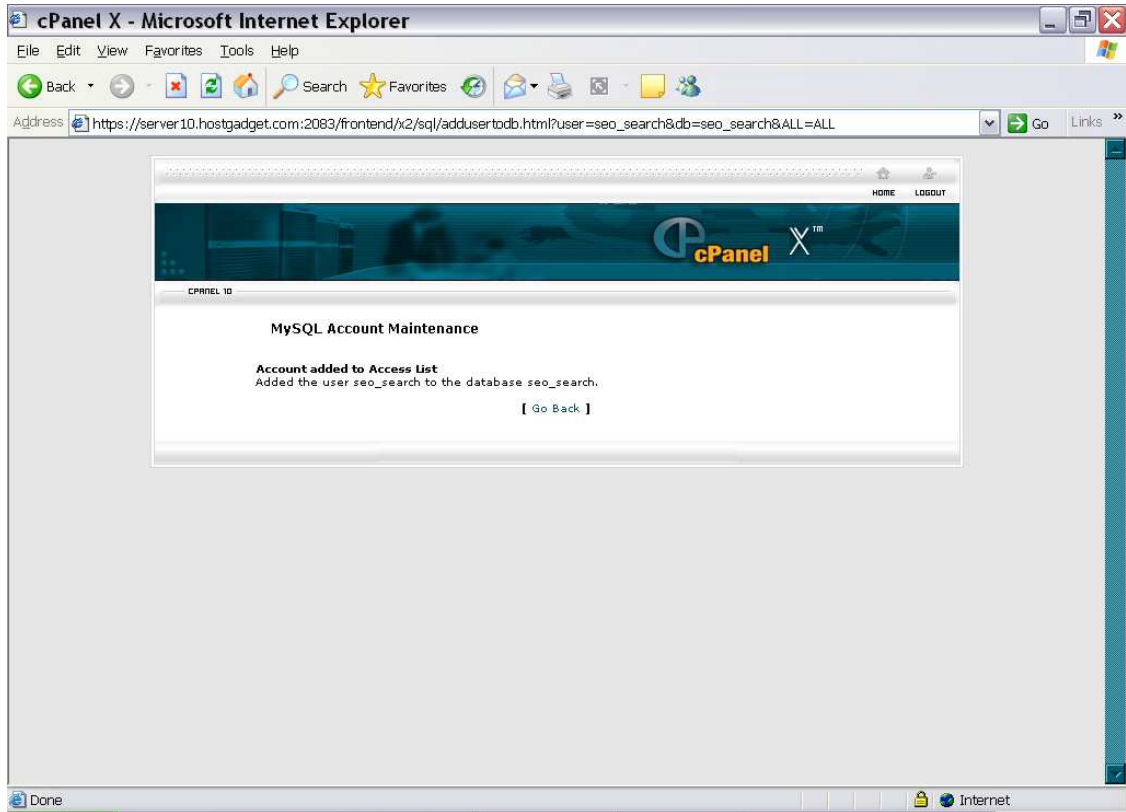 cPanel X - Microsoft Internet Explorer
File Edit View Favorites Tools Help
Back Search Favorites
Address https://server10.hostgadget.com:2083/frontend/x2/sql/addusertodb.html?user=seo_search&db=seo_search&ALL=ALL Go Links »
HOME LOGOUT
CP cPanel X™
CPANEL 10
MySQL Account Maintenance
Account added to Access List
Added the user seo_search to the database seo_search.
[ Go Back ]
Done Internet